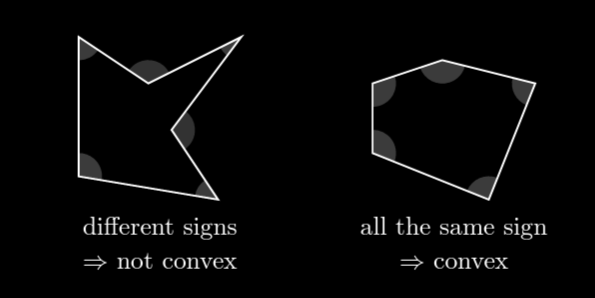 different signs
⇒ not convex
all the same sign
⇒ convex